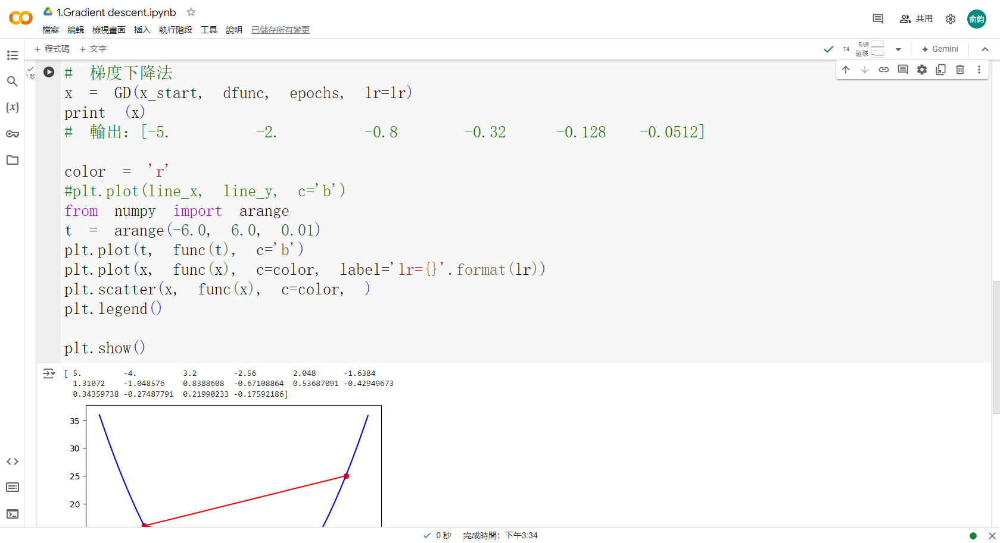 1.Gradient descent.ipynb
檔案 編輯 檢視畫面 插入 執行階段 工具 說明 已儲存所有變更
共用
俞鈞
+ 程式碼 + 文字
T4
RAM
磁碟
Gemini
1 秒
# 梯度下降法
x = GD(x_start, dfunc, epochs, lr=lr)
print (x)
# 輸出：[-5. -2. -0.8 -0.32 -0.128 -0.0512]
color = 'r'
#plt.plot(line_x, line_y, c='b')
from numpy import arange
t = arange(-6.0, 6.0, 0.01)
plt.plot(t, func(t), c='b')
plt.plot(x, func(x), c=color, label='lr={}'.format(lr))
plt.scatter(x, func(x), c=color, )
plt.legend()
plt.show()
[ 5. -4. 3.2 -2.56 2.048 -1.6384
1.31072 -1.048576 0.8388608 -0.67108864 0.53687091 -0.42949673
0.34359738 -0.27487791 0.21990233 -0.17592186]
35
30
25
20
0 秒 完成時間：下午3:34